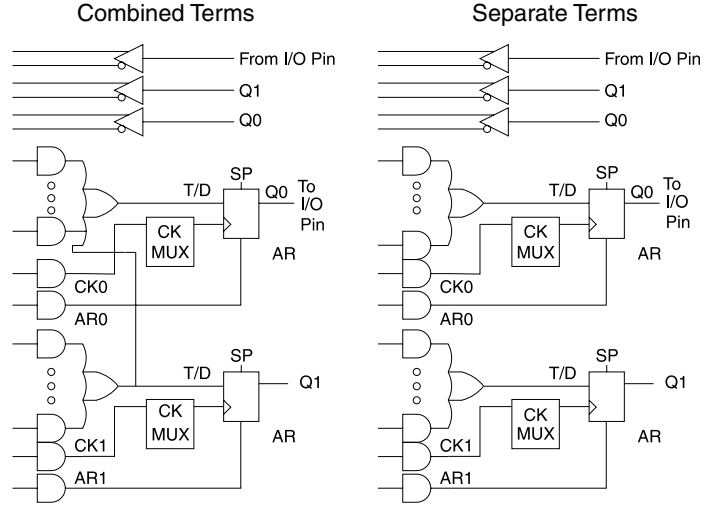 Combined Terms
From I/O Pin
Q1
Q0
SP
T/D
Q0
To
I/O
Pin
CK
MUX
AR
CK0
AR0
SP
T/D
Q1
CK
MUX
AR
CK1
AR1
Separate Terms
From I/O Pin
Q1
Q0
SP
T/D
Q0
To
I/O
Pin
CK
MUX
AR
CK0
AR0
SP
T/D
Q1
CK
MUX
AR
CK1
AR1